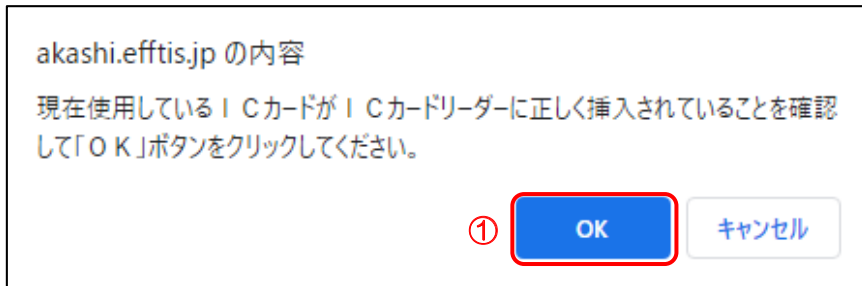 akashi.efftis.jp の内容
現在使用しているＩＣカードがＩＣカードリーダーに正しく挿入されていることを確認
して「ＯＫ」ボタンをクリックしてください。
① OK キャンセル